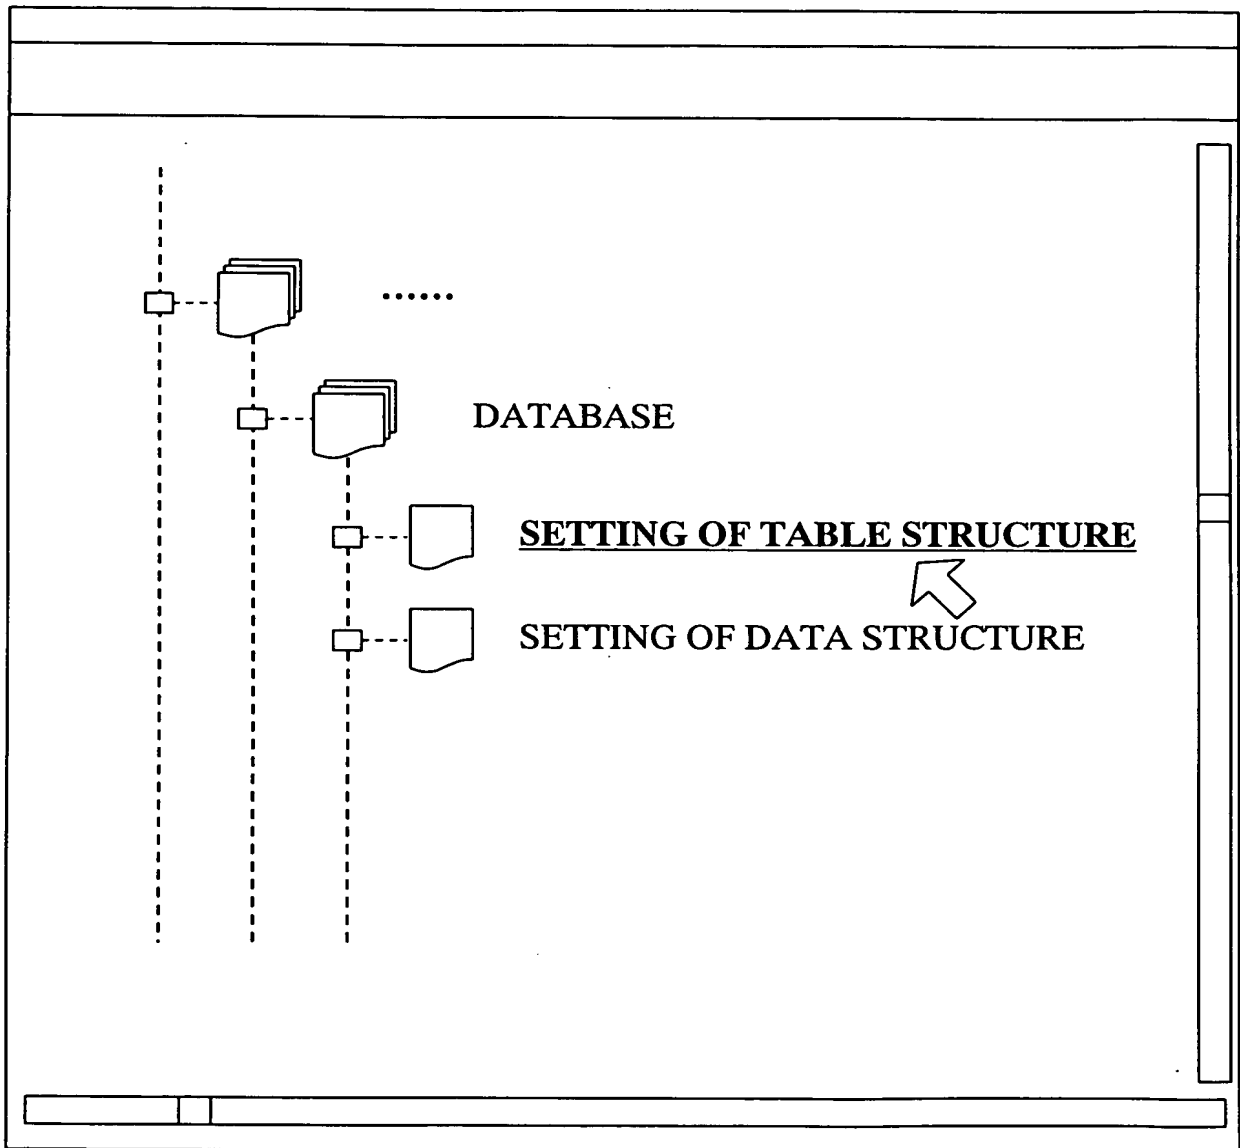 ......
DATABASE
SETTING OF TABLE STRUCTURE
SETTING OF DATA STRUCTURE